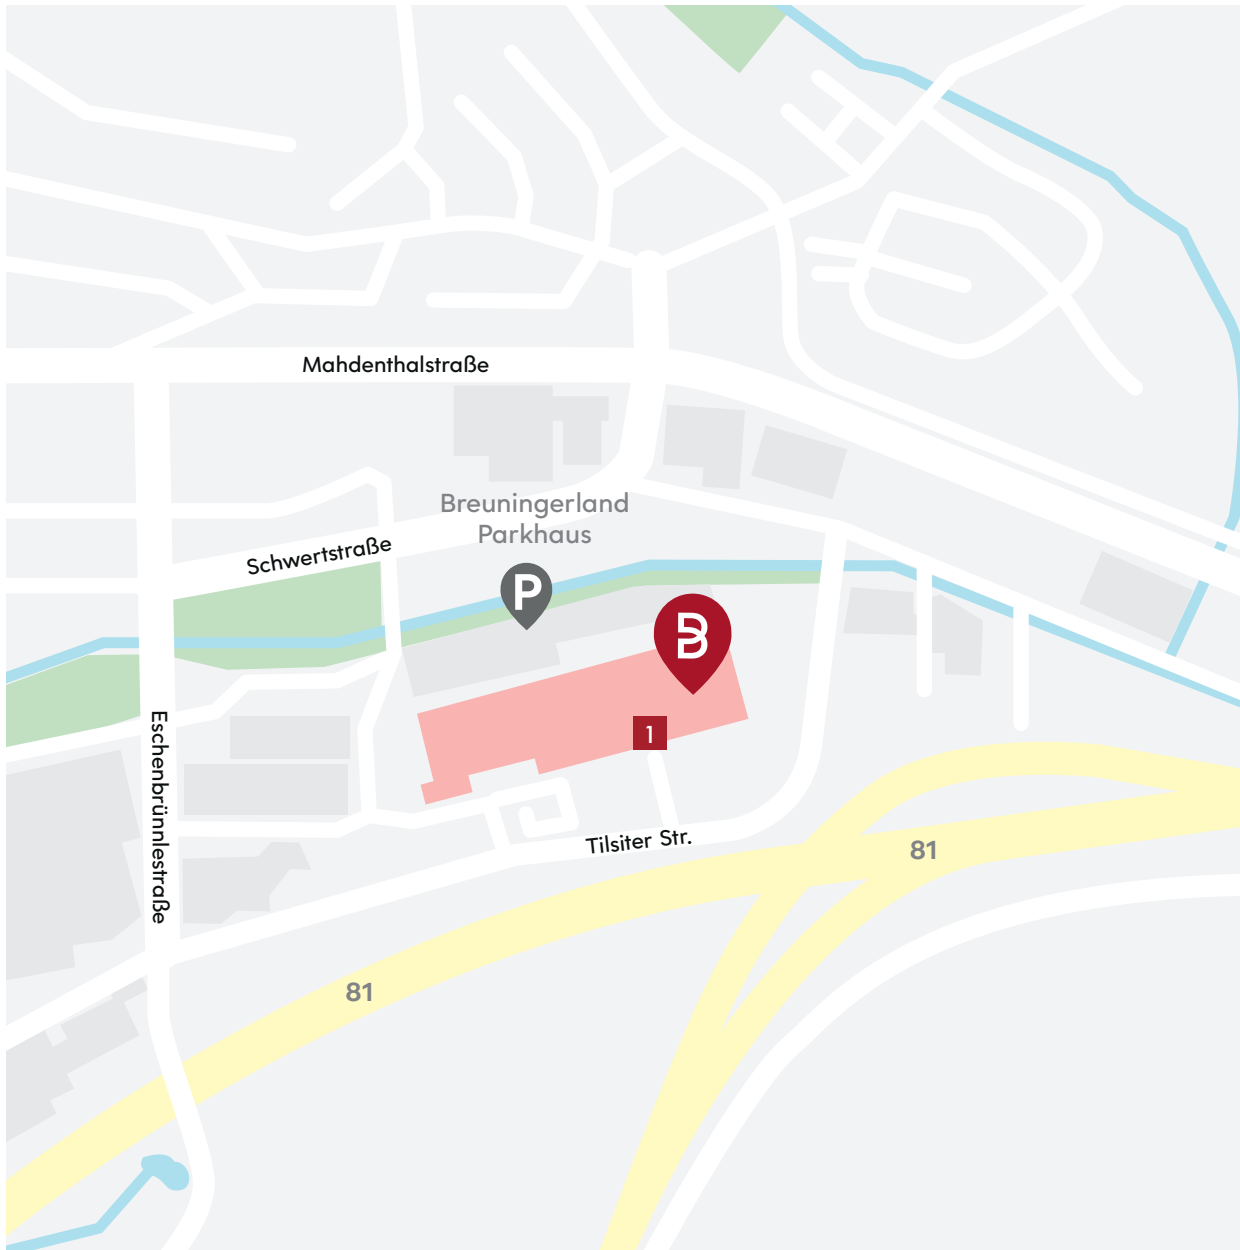 Mahdenthalstraße
Breuningerland
Parkhaus
Schwertstraße
P
B
1
Eschenbrünnlestraße
Tilsiter Str.
81
81